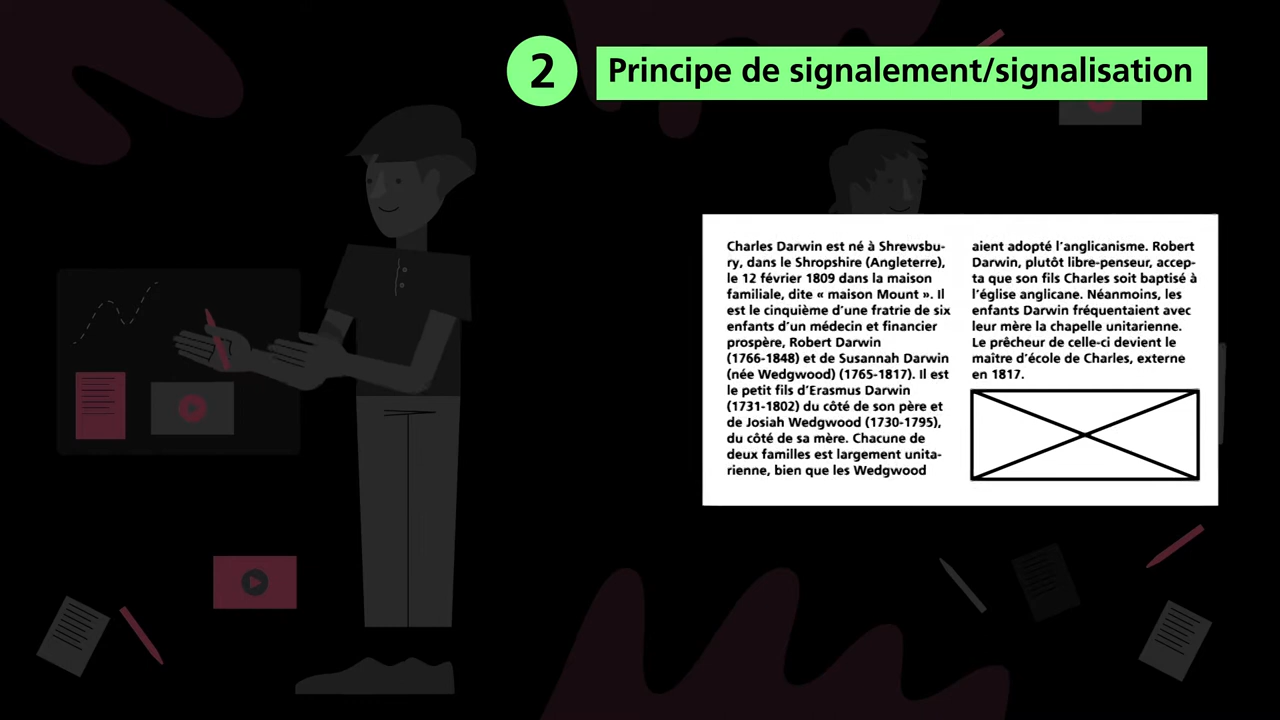 2
Principe de signalement/signalisation
Charles Darwin est né à Shrewsbu-
ry, dans le Shropshire (Angleterre),
le 12 février 1809 dans la maison
familiale, dite « maison Mount ». Il
est le cinquième d'une fratrie de six
enfants d'un médecin et financier
prospère, Robert Darwin
(1766-1848) et de Susannah Darwin
(née Wedgwood) (1765-1817). Il est
le petit fils d'Erasmus Darwin
(1731-1802) du côté de son père et
de Josiah Wedgwood (1730-1795),
du côté de sa mère. Chacune de
deux familles est largement unita-
rienne, bien que les Wedgwood
aient adopté l'anglicanisme. Robert
Darwin, plutôt libre-penseur, accep-
ta que son fils Charles soit baptisé à
l'église anglicane. Néanmoins, les
enfants Darwin fréquentaient avec
leur mère la chapelle unitarienne.
Le prêcheur de celle-ci devient le
maître d'école de Charles, externe
en 1817.